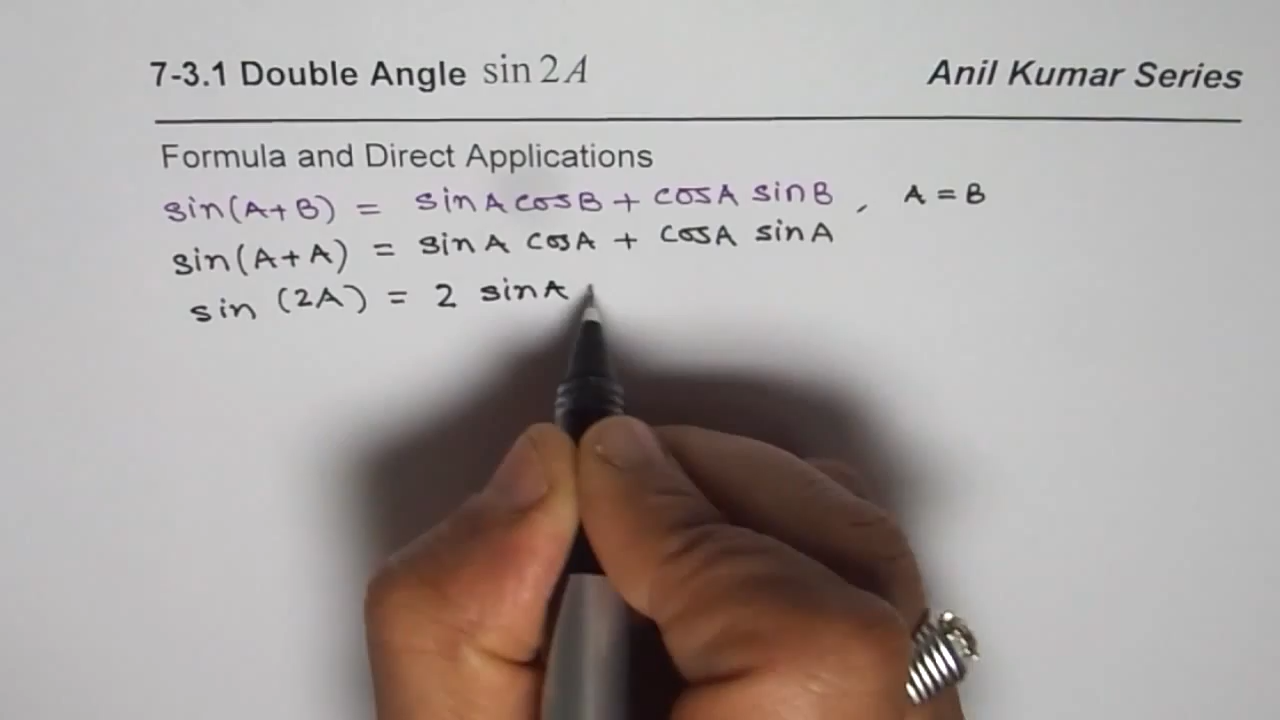 7-3.1 Double Angle sin 2A Anil Kumar Series
Formula and Direct Applications
sin(A+B) = sinA cosB + cosA sinB , A = B
sin(A+A) = sinA cosA + cosA sinA
sin (2A) = 2 sinA